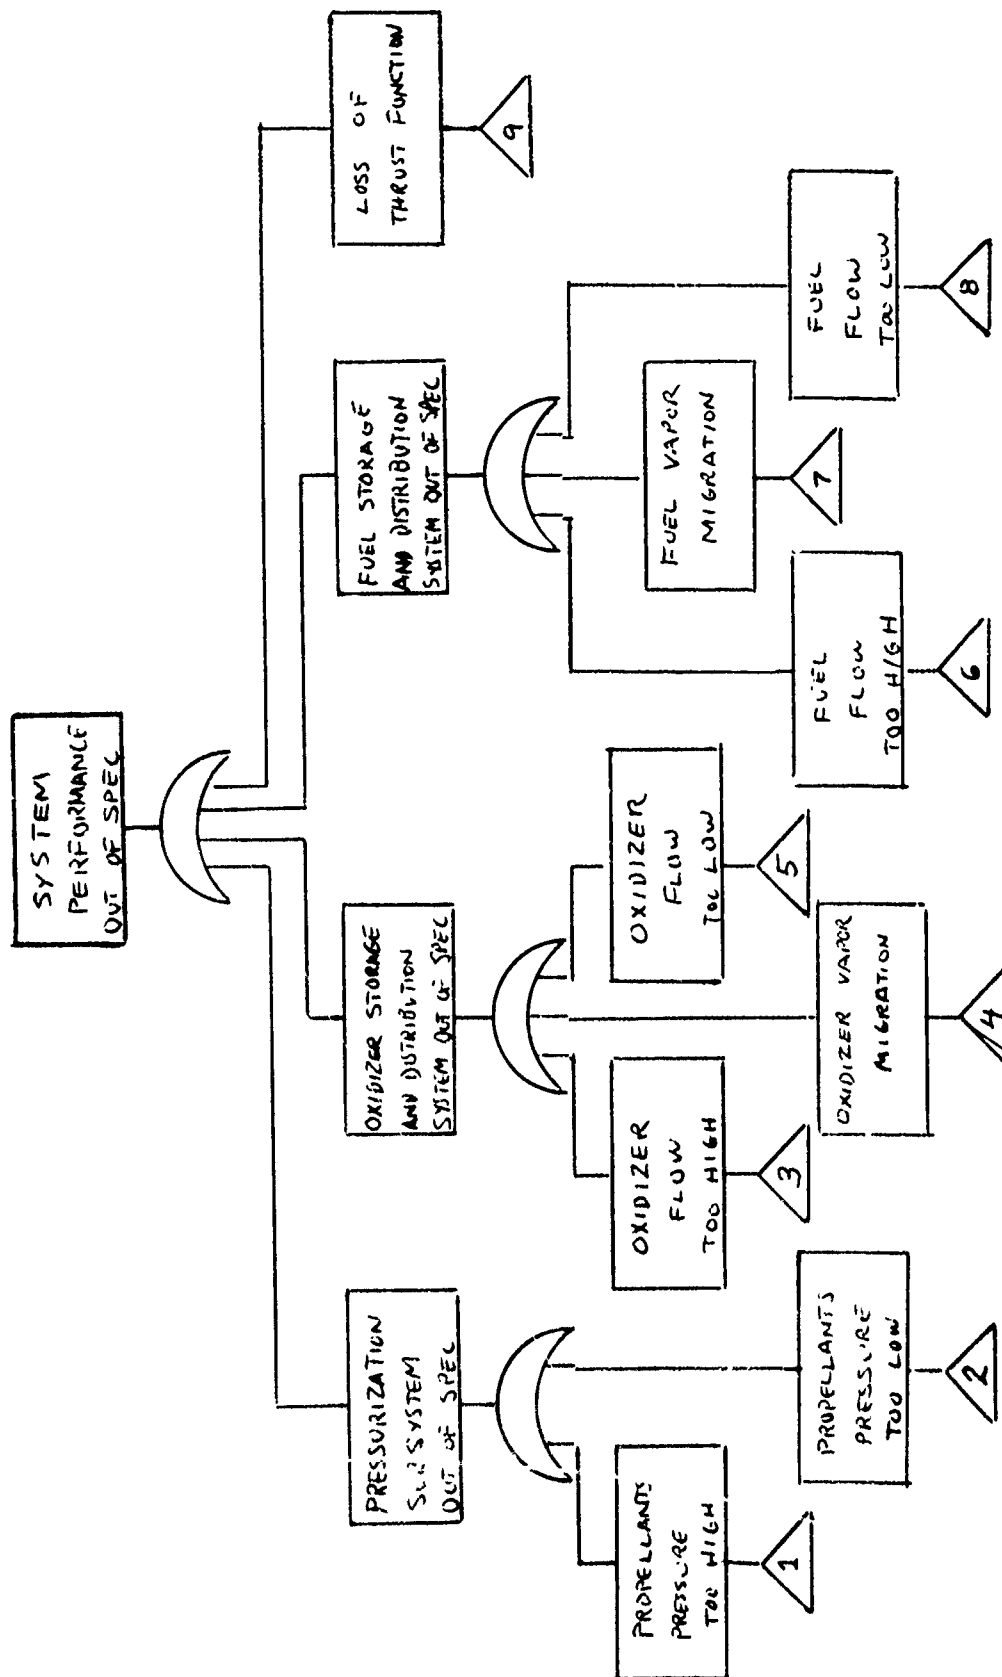 SYSTEM
PERFORMANCE
OUT OF SPEC
PRESSURIZATION
SUBSYSTEM
OUT OF SPEC
OXIDIZER STORAGE
AND DISTRIBUTION
SYSTEM OUT OF SPEC
FUEL STORAGE
AND DISTRIBUTION
SYSTEM OUT OF SPEC
LOSS OF
THRUST FUNCTION
9
PROPELLANTS
PRESSURE
TOO HIGH
1
PROPELLANTS
PRESSURE
TOO LOW
2
OXIDIZER
FLOW
TOO HIGH
3
OXIDIZER VAPOR
MIGRATION
4
OXIDIZER
FLOW
TOO LOW
5
FUEL
FLOW
TOO HIGH
6
FUEL VAPOR
MIGRATION
7
FUEL
FLOW
TOO LOW
8